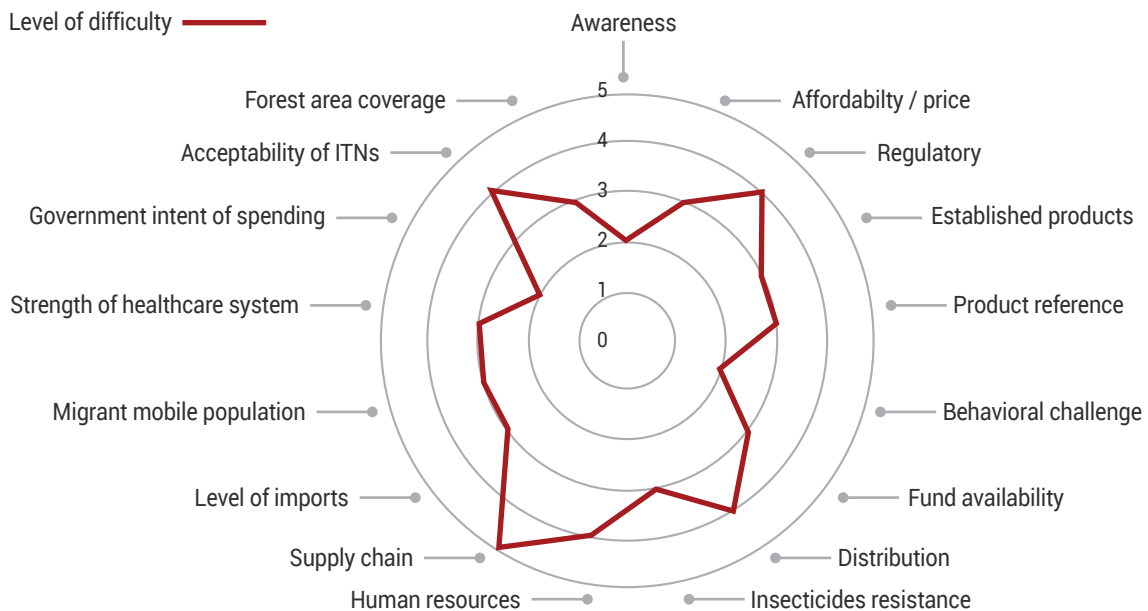 Level of difficulty
Awareness
Forest area coverage
Affordabilty / price
Acceptability of ITNs
Regulatory
Government intent of spending
Established products
Strength of healthcare system
Product reference
Migrant mobile population
Behavioral challenge
Level of imports
Fund availability
Supply chain
Distribution
Human resources
Insecticides resistance
5
4
3
2
1
0